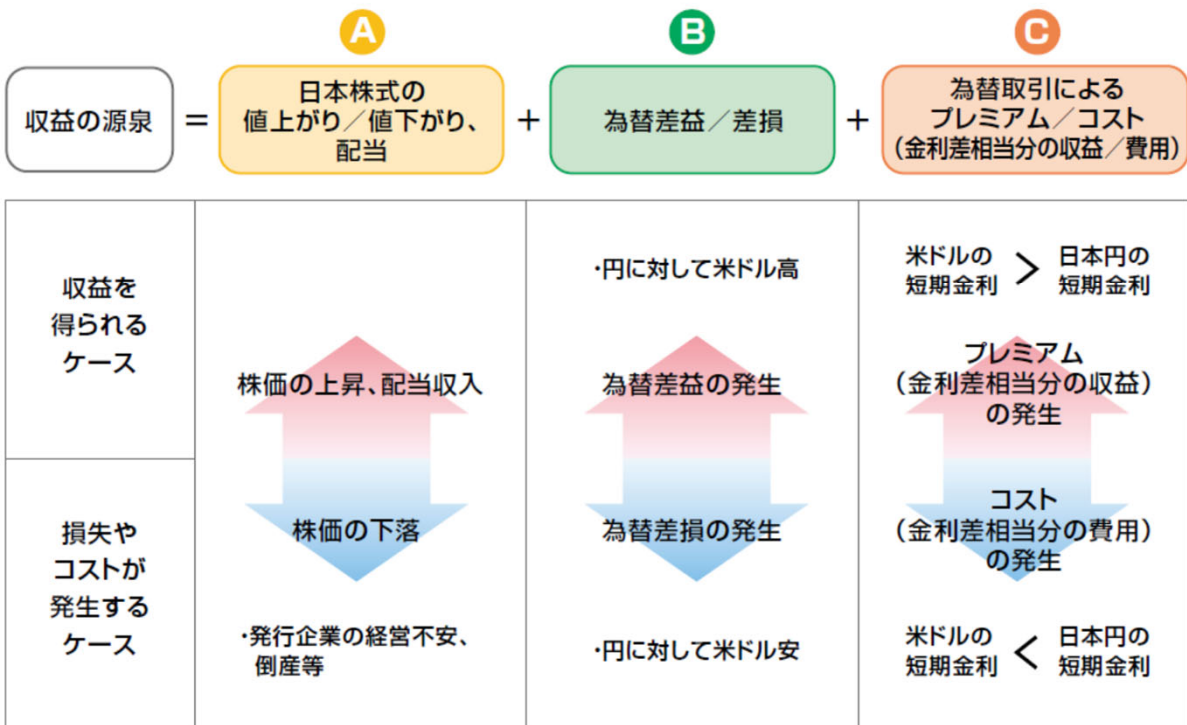 A
B
C
収益の源泉
=
日本株式の
値上がり／値下がり、
配当
+
為替差益／差損
+
為替取引による
プレミアム／コスト
(金利差相当分の収益／費用)
収益を
得られる
ケース
株価の上昇、配当収入
・円に対して米ドル高
為替差益の発生
米ドルの
短期金利
>
日本円の
短期金利
プレミアム
(金利差相当分の収益)
の発生
損失や
コストが
発生する
ケース
株価の下落
・発行企業の経営不安、
倒産等
為替差損の発生
・円に対して米ドル安
コスト
(金利差相当分の費用)
の発生
米ドルの
短期金利
<
日本円の
短期金利